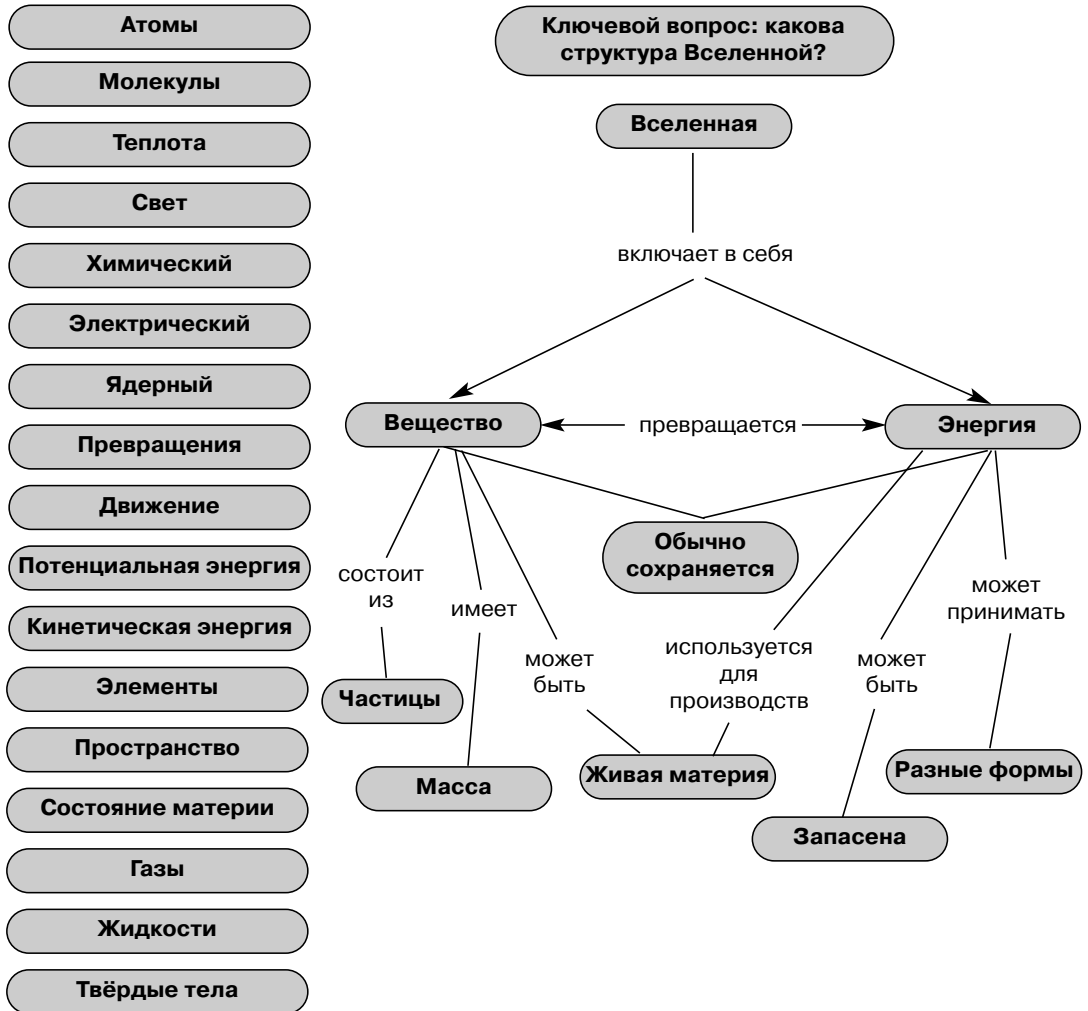 Атомы
Молекулы
Теплота
Свет
Химический
Электрический
Ядерный
Превращения
Движение
Потенциальная энергия
Кинетическая энергия
Элементы
Пространство
Состояние материи
Газы
Жидкости
Твёрдые тела
Ключевой вопрос: какова
структура Вселенной?
Вселенная
включает в себя
Вещество
превращается
Энергия
Обычно
сохраняется
состоит
из
имеет
может
быть
используется
для
производств
может
быть
может
принимать
Частицы
Масса
Живая материя
Разные формы
Запасена